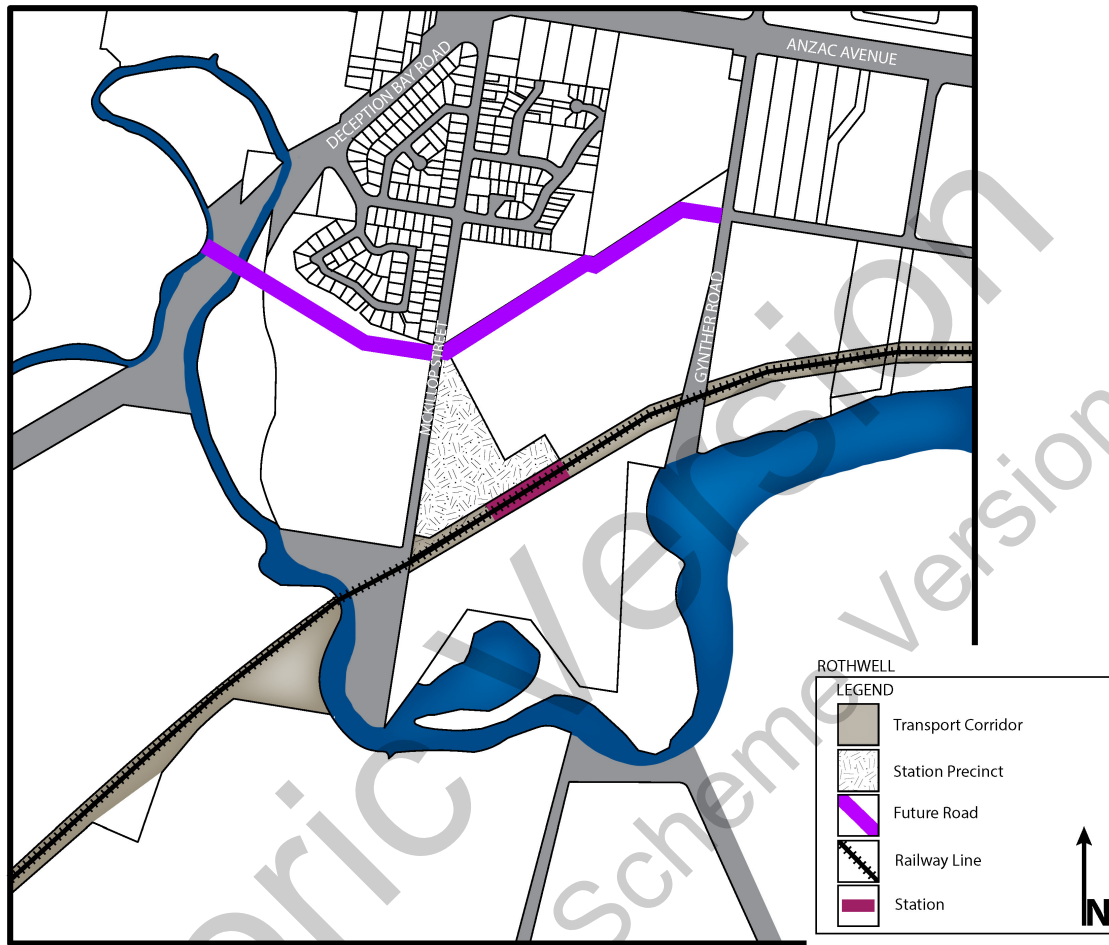 ANZAC AVENUE
DECEPTION BAY ROAD
GYNTHER ROAD
MCKILLOP STREET
ROTHWELL
LEGEND
Transport Corridor
Station Precinct
Future Road
Railway Line
Station
N
ric Version
Scheme Version